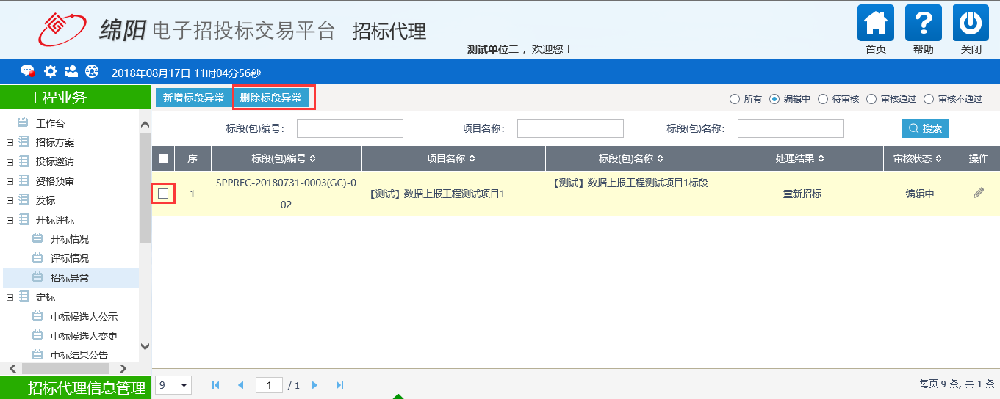 绵阳 电子招投标交易平台 招标代理
测试单位二 ，欢迎您！
首页 帮助 关闭
2018年08月17日 11时04分56秒
工程业务
工作台
招标方案
投标邀请
资格预审
发标
开标评标
开标情况
评标情况
招标异常
定标
中标候选人公示
中标候选人变更
中标结果公告
招标代理信息管理
新增标段异常 删除标段异常
所有 编辑中 待审核 审核通过 审核不通过
标段(包)编号： 项目名称： 标段(包)名称： 搜索
序 标段(包)编号 项目名称 标段(包)名称 处理结果 审核状态 操作
1 SPPREC-20180731-0003(GC)-0 【测试】数据上报工程测试项目1 【测试】数据上报工程测试项目1标段 重新招标 编辑中
02 二
9 1 / 1 每页 9 条, 共 1 条